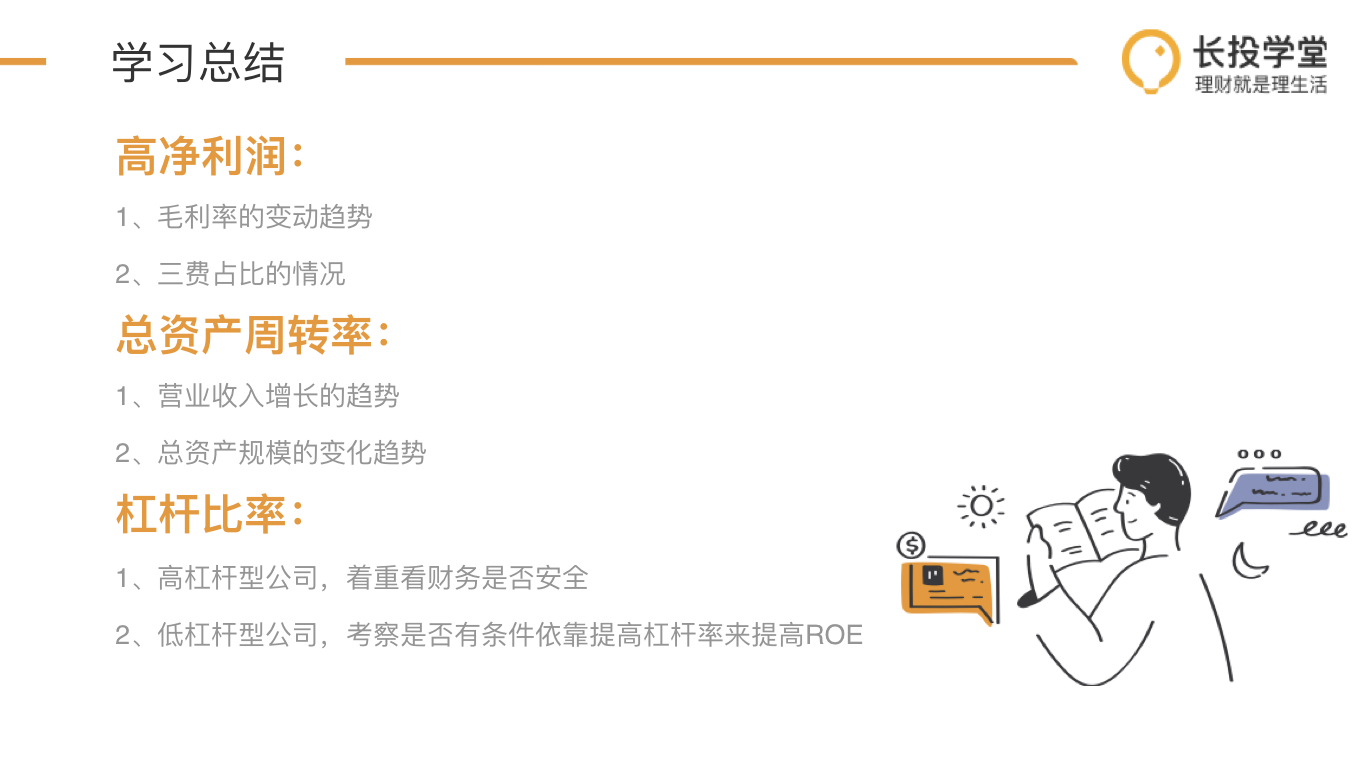 学习总结
长投学堂
理财就是理生活
高净利润：
1、毛利率的变动趋势
2、三费占比的情况
总资产周转率：
1、营业收入增长的趋势
2、总资产规模的变化趋势
杠杆比率：
1、高杠杆型公司，着重看财务是否安全
2、低杠杆型公司，考察是否有条件依靠提高杠杆率来提高ROE
$